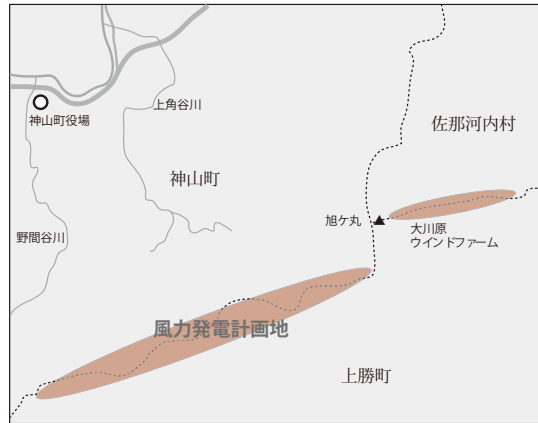 神山町役場
上角谷川
佐那河内村
神山町
旭ケ丸
大川原
ウインドファーム
野間谷川
風力発電計画地
上勝町